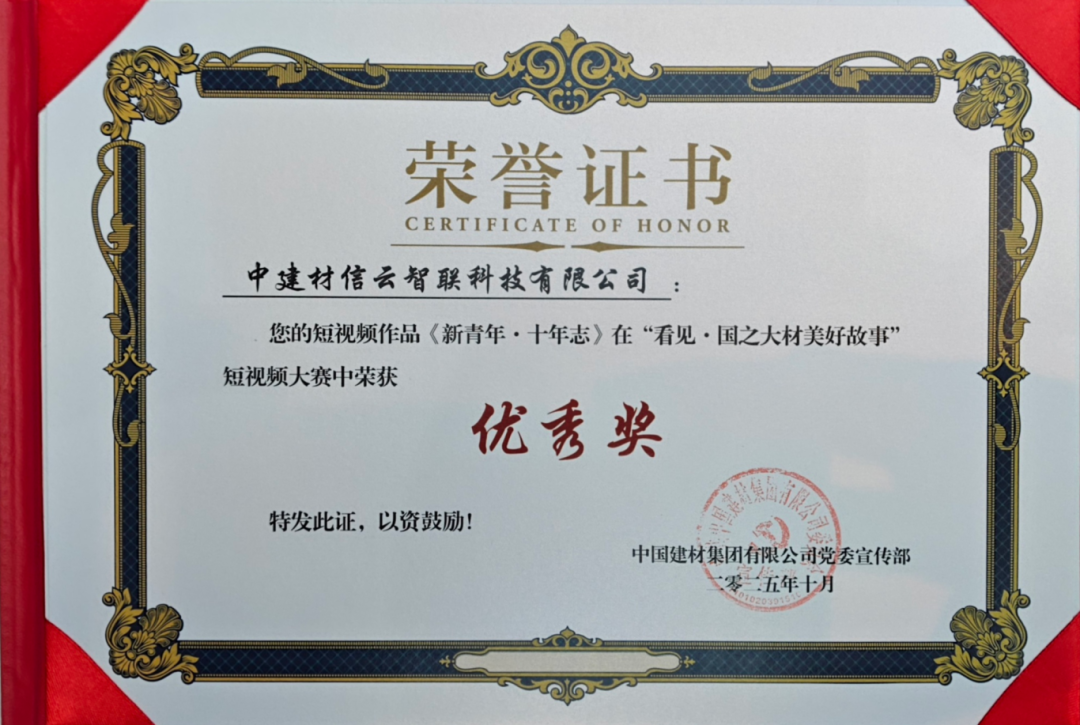 荣誉证书
CERTIFICATE OF HONOR
中建材信云智联科技有限公司：
您的短视频作品《新青年·十年志》在“看见·国之大材美好故事”
短视频大赛中荣获
优秀奖
特发此证，以资鼓励！
中国建材集团有限公司党委宣传部
二零二五年十月